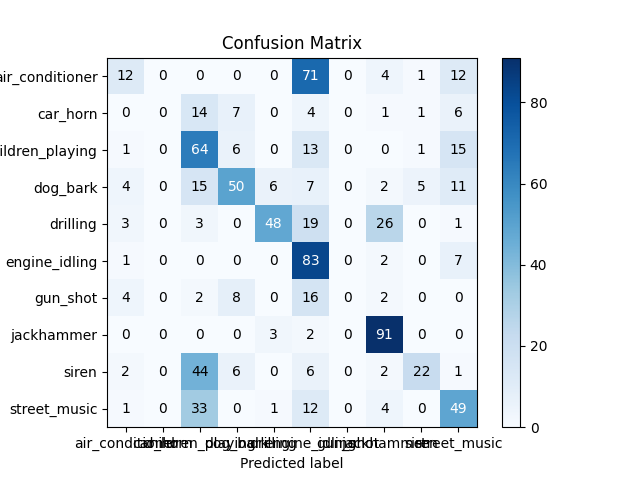 Confusion Matrix
air_conditioner 12 0 0 0 0 71 0 4 1 12
car_horn 0 0 14 7 0 4 0 1 1 6
ildren_playing 1 0 64 6 0 13 0 0 1 15
dog_bark 4 0 15 50 6 7 0 2 5 11
drilling 3 0 3 0 48 19 0 26 0 1
engine_idling 1 0 0 0 0 83 0 2 0 7
gun_shot 4 0 2 8 0 16 0 2 0 0
jackhammer 0 0 0 0 3 2 0 91 0 0
siren 2 0 44 6 0 6 0 2 22 1
street_music 1 0 33 0 1 12 0 4 0 49
street_music
Predicted label
80
60
40
20
0